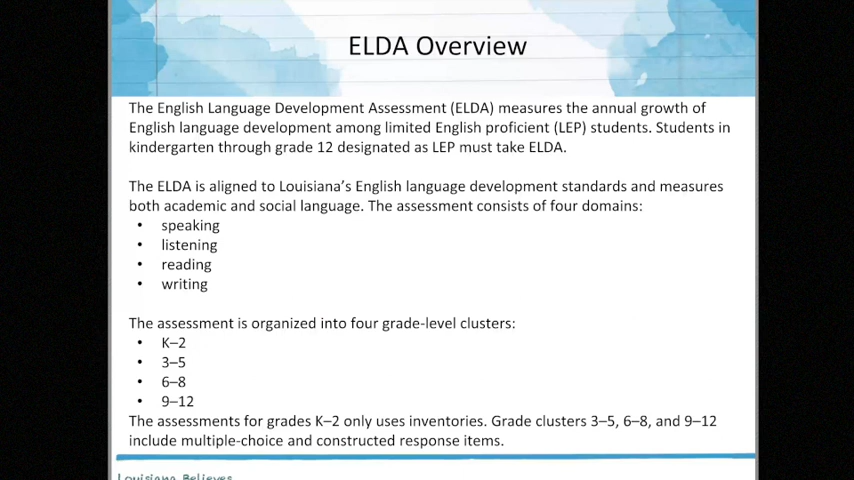 ELDA Overview
The English Language Development Assessment (ELDA) measures the annual growth of
English language development among limited English proficient (LEP) students. Students in
kindergarten through grade 12 designated as LEP must take ELDA.
The ELDA is aligned to Louisiana's English language development standards and measures
both academic and social language. The assessment consists of four domains:
• speaking
• listening
• reading
• writing
The assessment is organized into four grade-level clusters:
• K–2
• 3–5
• 6–8
• 9–12
The assessments for grades K–2 only uses inventories. Grade clusters 3–5, 6–8, and 9–12
include multiple-choice and constructed response items.
Louisiana Believes